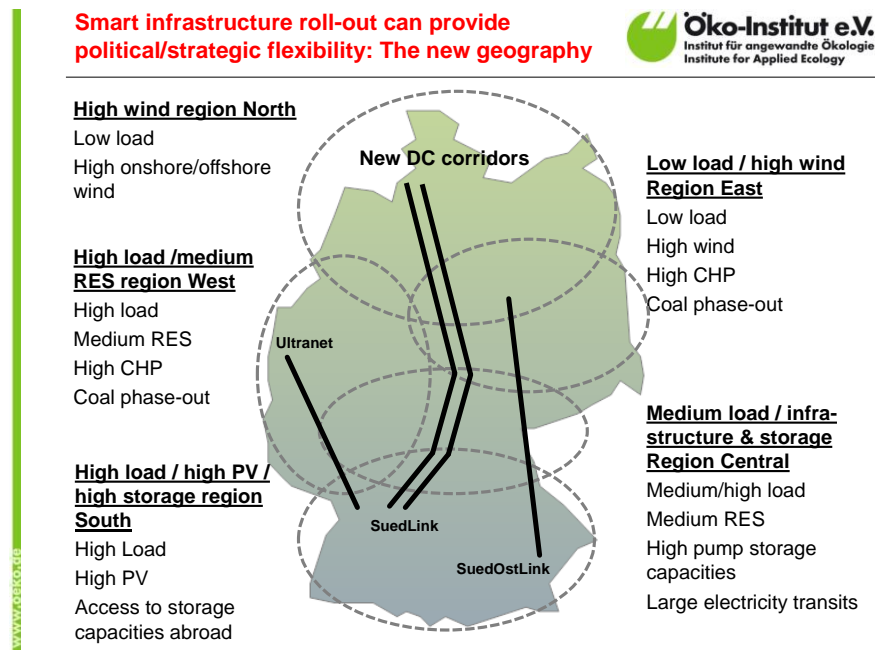 Smart infrastructure roll-out can provide
political/strategic flexibility: The new geography
Öko-Institut e.V.
Institut für angewandte Ökologie
Institute for Applied Ecology
High wind region North
Low load
High onshore/offshore
wind
High load /medium
RES region West
High load
Medium RES
High CHP
Coal phase-out
High load / high PV /
high storage region
South
High Load
High PV
Access to storage
capacities abroad
New DC corridors
Ultranet
SuedLink
SuedOstLink
Low load / high wind
Region East
Low load
High wind
High CHP
Coal phase-out
Medium load / infra-
structure & storage
Region Central
Medium/high load
Medium RES
High pump storage
capacities
Large electricity transits
www.oeko.de